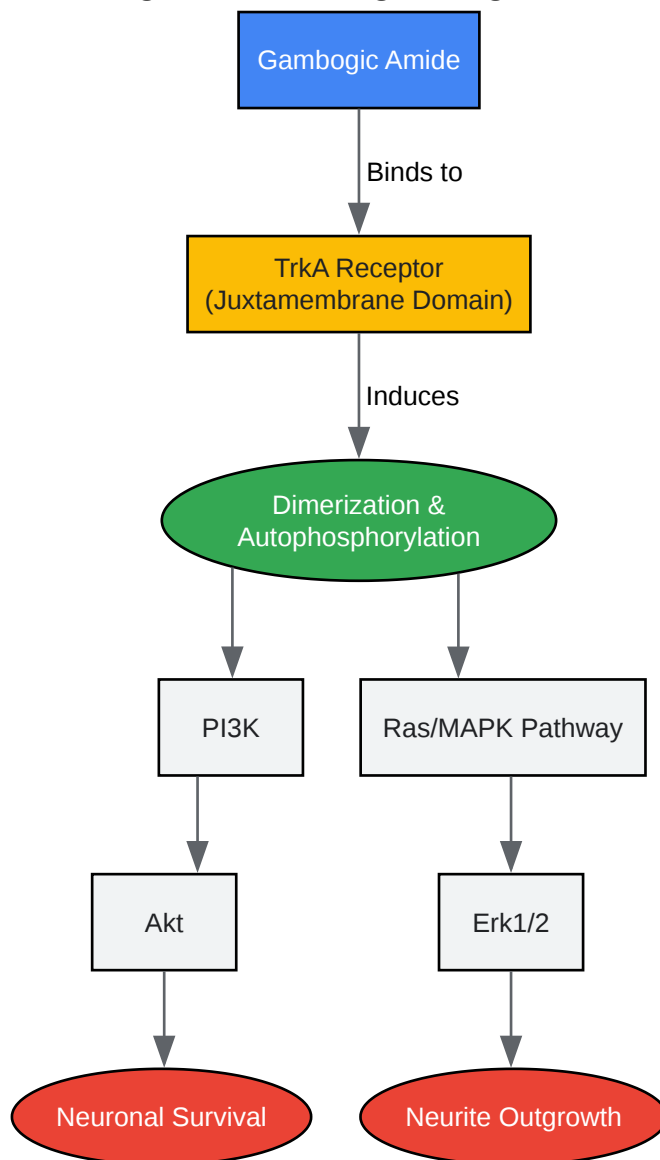 Gambogic Amide
Binds to
TrkA Receptor
(Juxtamembrane Domain)
Induces
Dimerization &
Autophosphorylation
PI3K
Ras/MAPK Pathway
Akt
Erk1/2
Neuronal Survival
Neurite Outgrowth